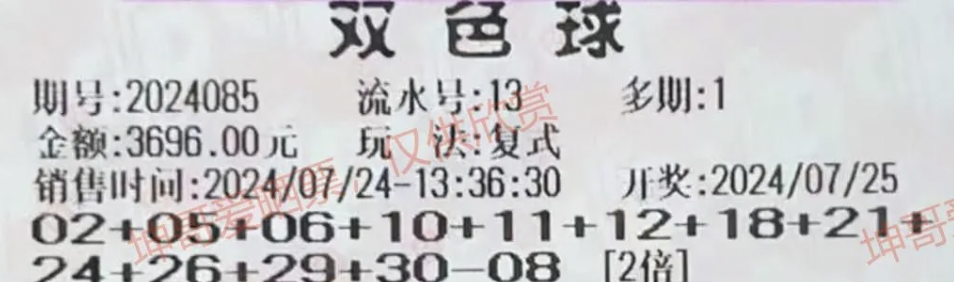 双色球
期号:2024085 流水号:13 多期:1
金额:3696.00元 玩 法:复式
销售时间:2024/07/24-13:36:30 开奖:2024/07/25
02+05+06+10+11+12+18+21+
24+26+29+30-08 [2倍]
坤哥爱晒票,仅供欣赏
坤哥